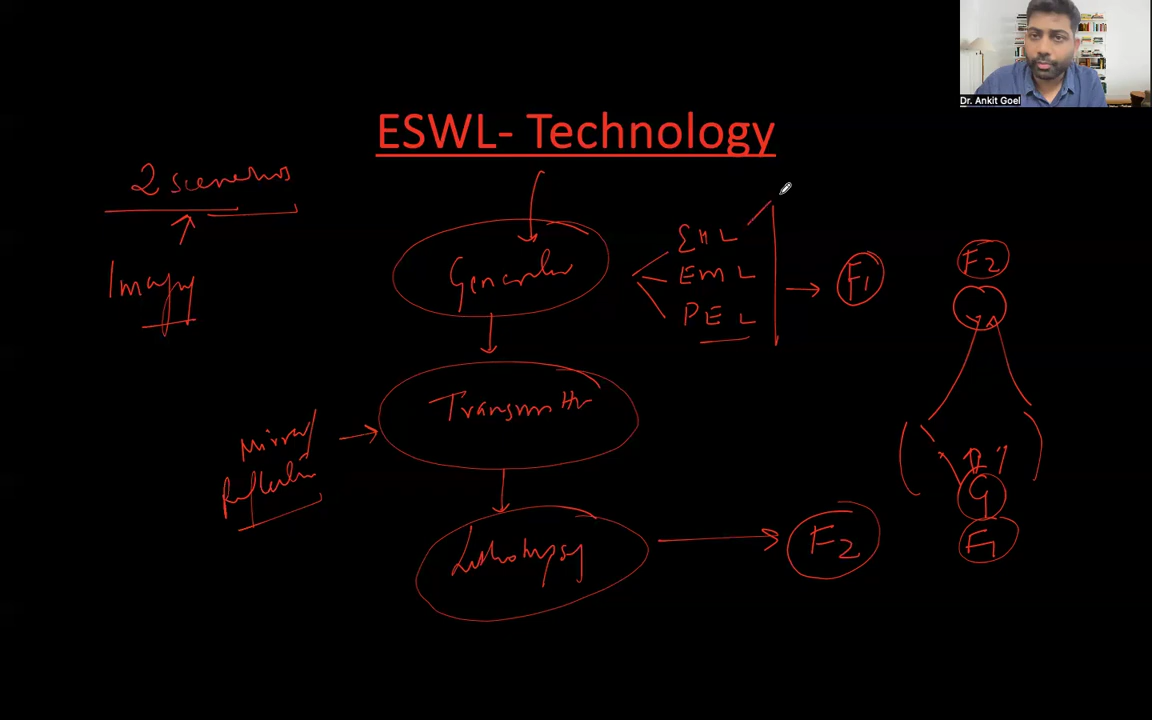 Dr. Ankit Goel
ESWL- Technology
2 scenarios
Imaging
Generator
EHL
EML
PEL
F1
F2
Transmitter
Mirror/
Reflection
G
F1
Lithotripsy
F2